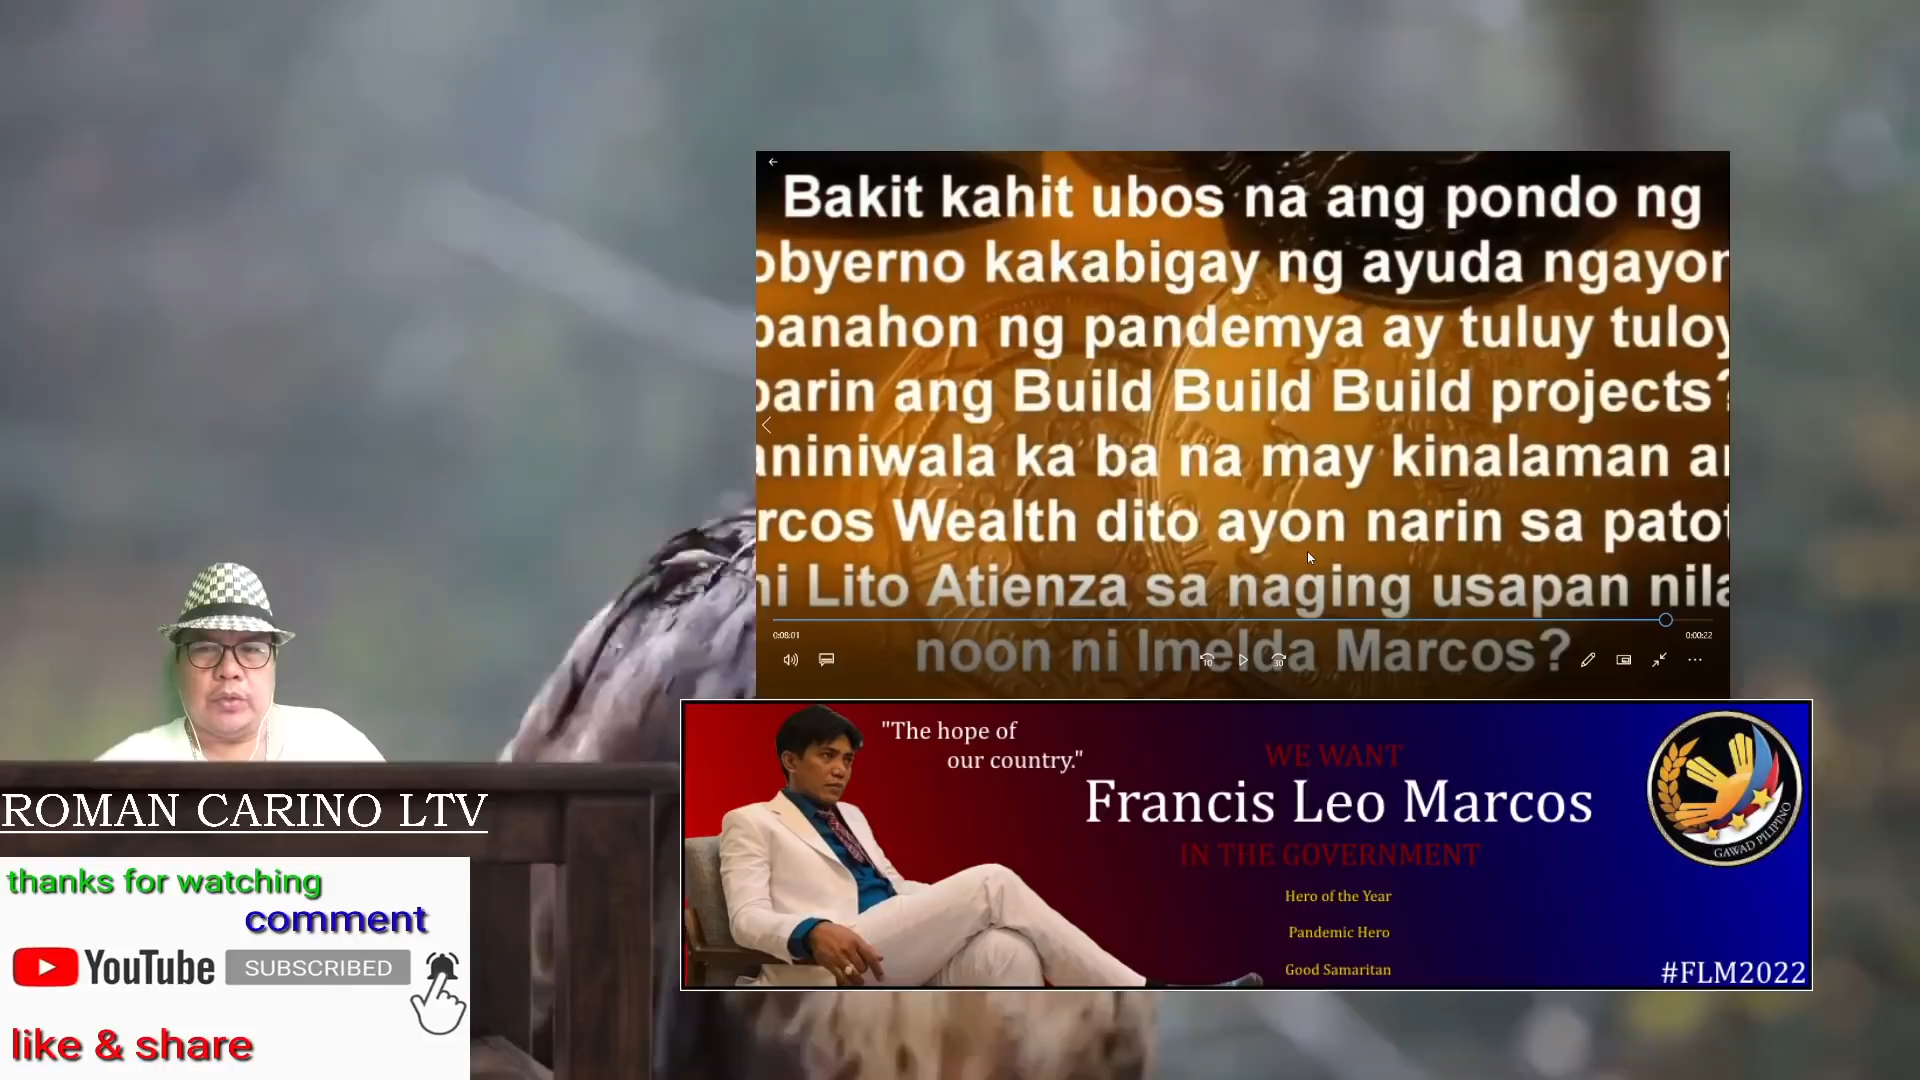 Bakit kahit ubos na ang pondo ng
obyerno kakabigay ng ayuda ngayon
panahon ng pandemya ay tuluy tuloy
parin ang Build Build Build projects?
aniniwala ka ba na may kinalaman
rcos Wealth dito ayon narin sa
ni Lito Atienza sa naging usapan nila
noon ni Imelda Marcos?
0:08:01
0:00:22
10
30
"The hope of
our country."
WE WANT
Francis Leo Marcos
IN THE GOVERNMENT
Hero of the Year
Pandemic Hero
Good Samaritan
GAWAD PILIPINO
#FLM2022
ROMAN CARINO LTV
thanks for watching
comment
YouTube SUBSCRIBED
like & share